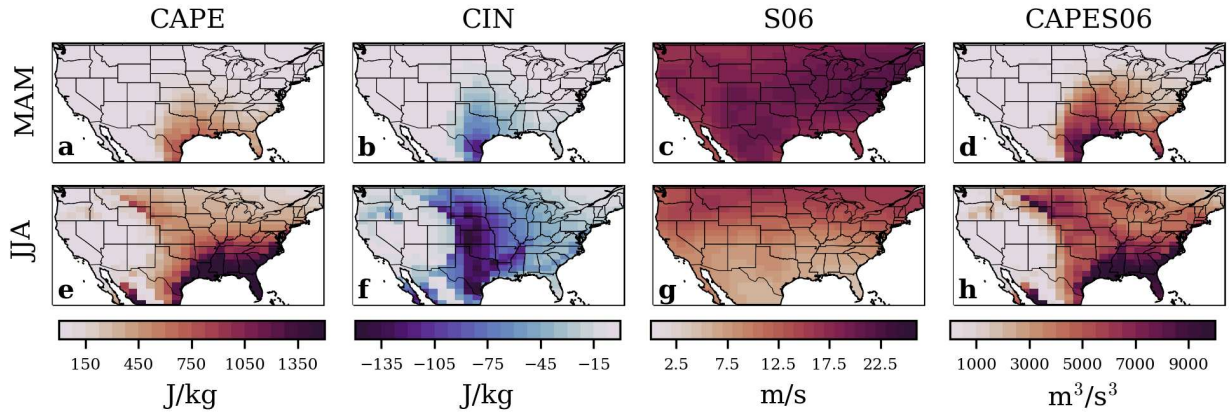 CAPE CIN S06 CAPES06
MAM
a b c d
JJA
e f g h
150 450 750 1050 1350 −135 −105 −75 −45 −15 2.5 7.5 12.5 17.5 22.5 1000 3000 5000 7000 9000
J/kg J/kg m/s m³/s³